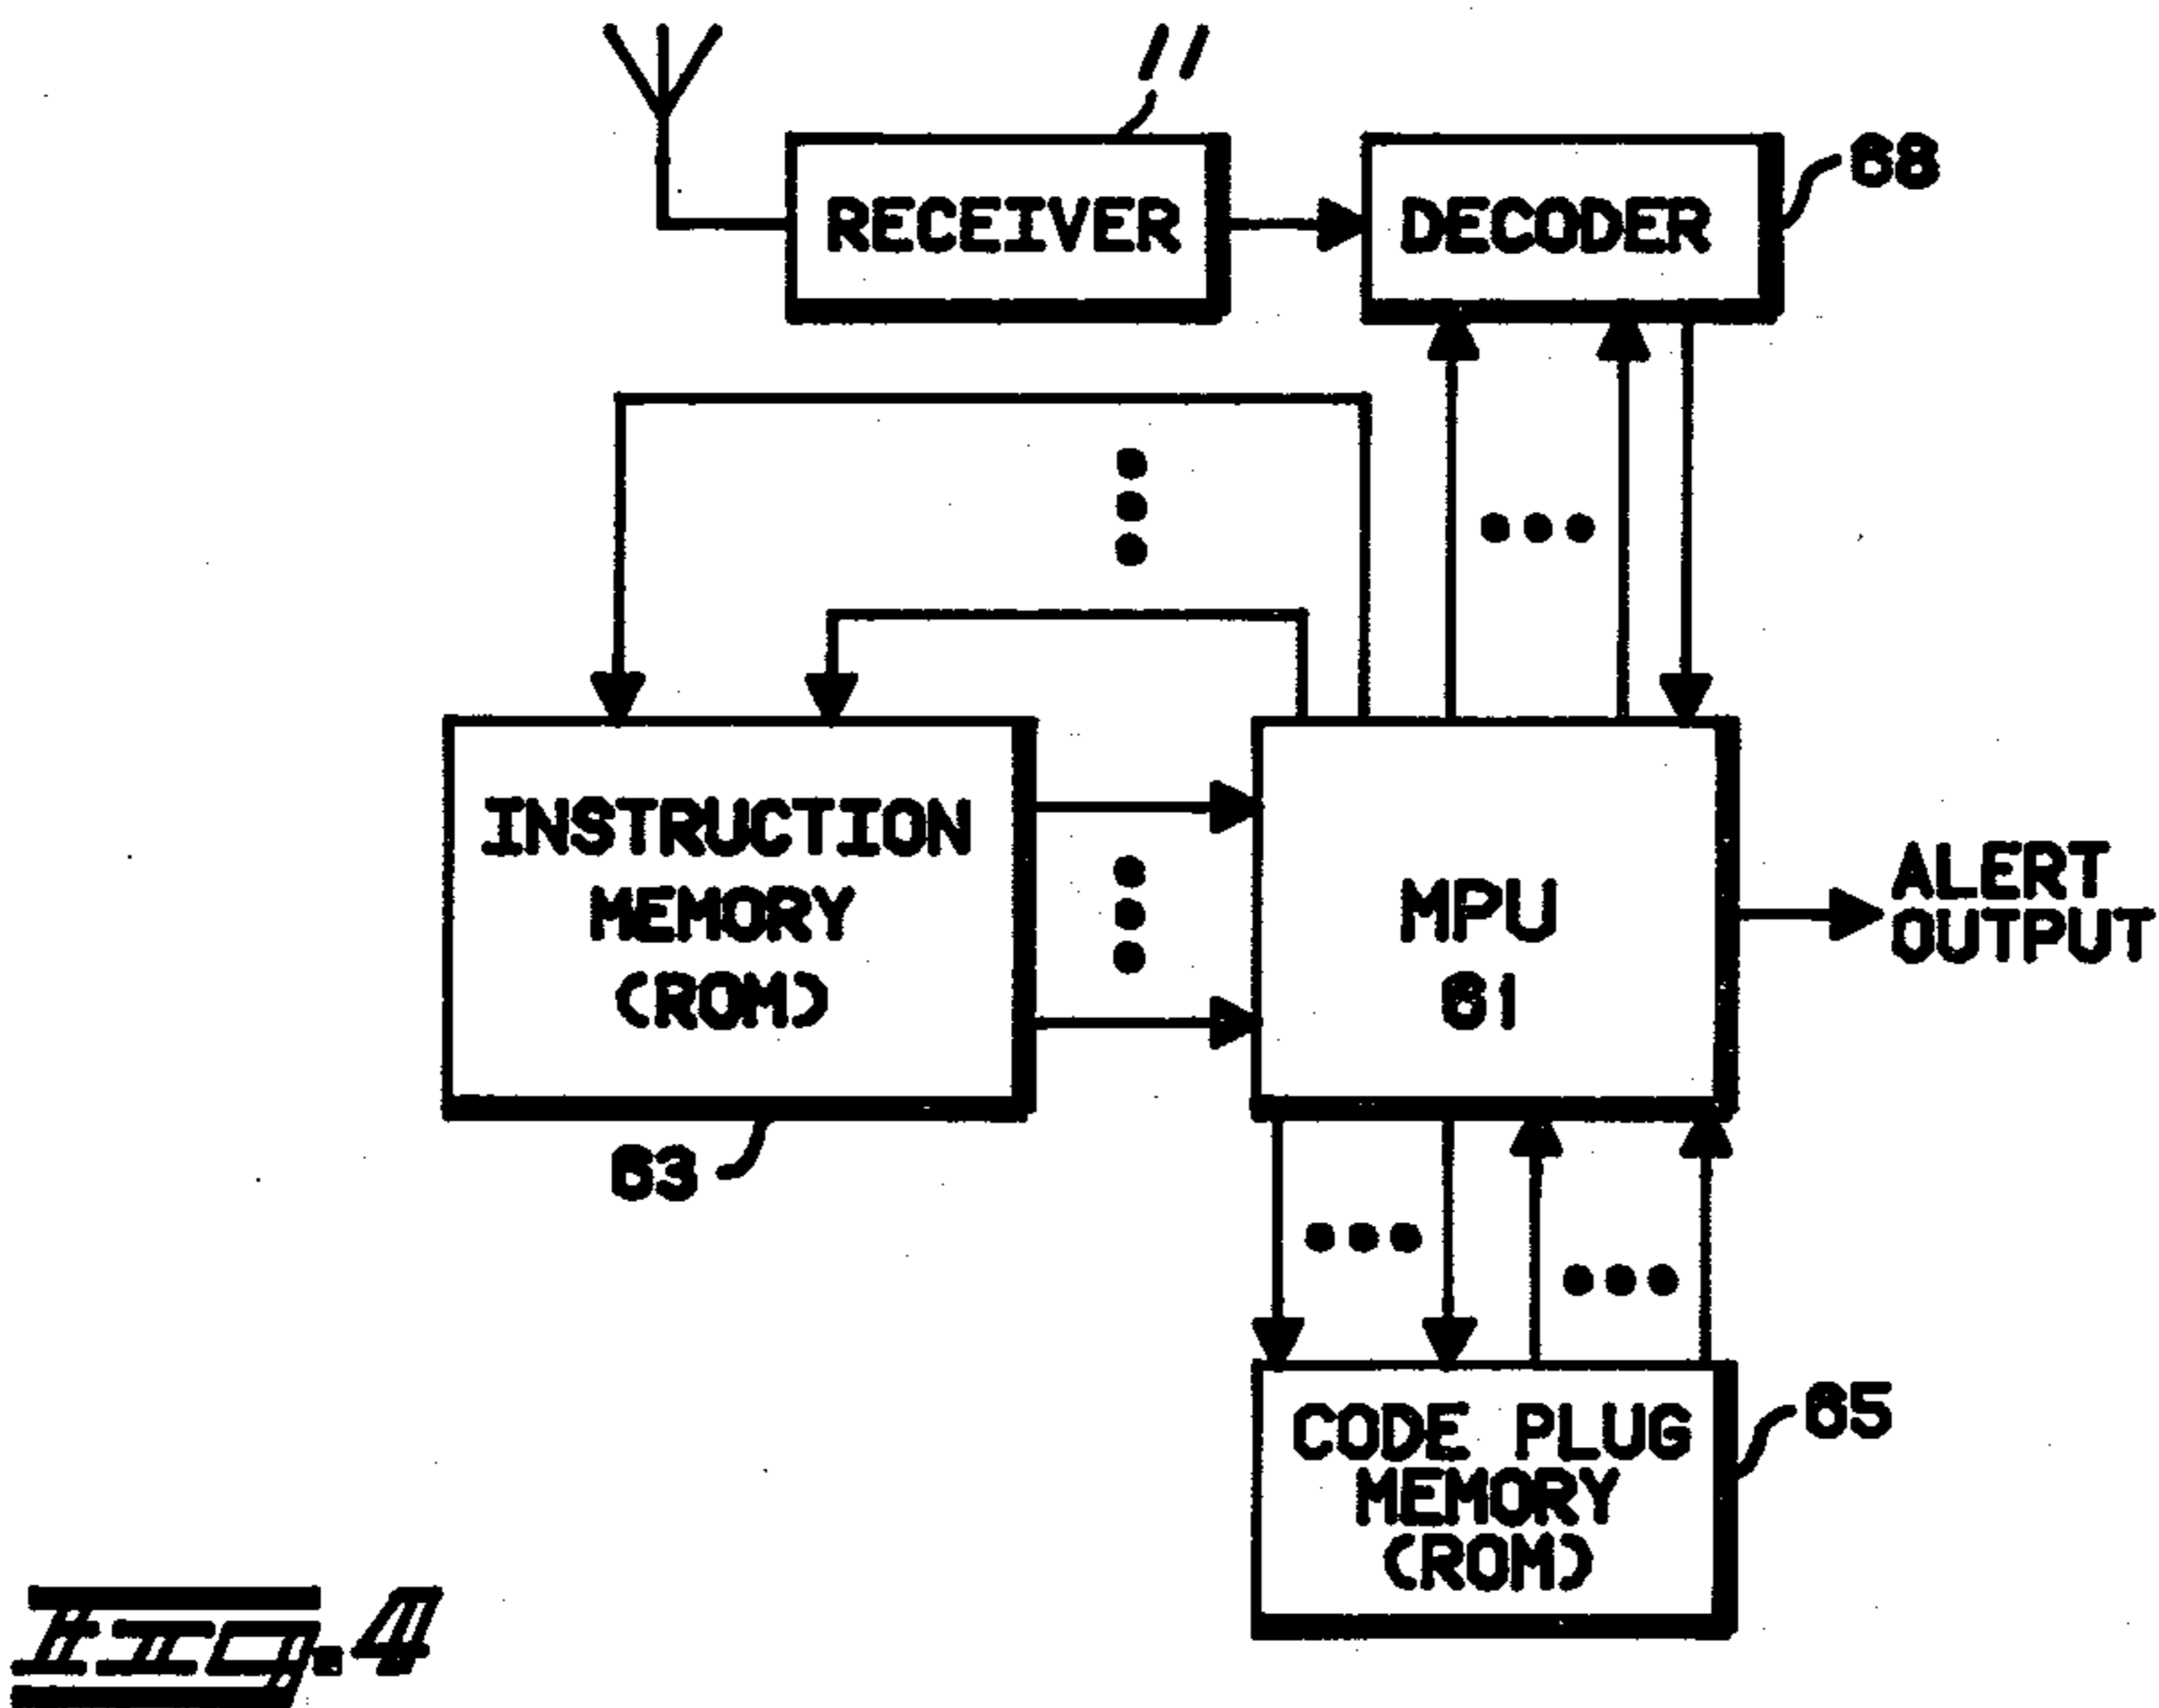 11
RECEIVER
DECODER
68
INSTRUCTION
MEMORY
(ROM)
63
MPU
61
ALERT
OUTPUT
CODE PLUG
MEMORY
(ROM)
65
Fig. 4